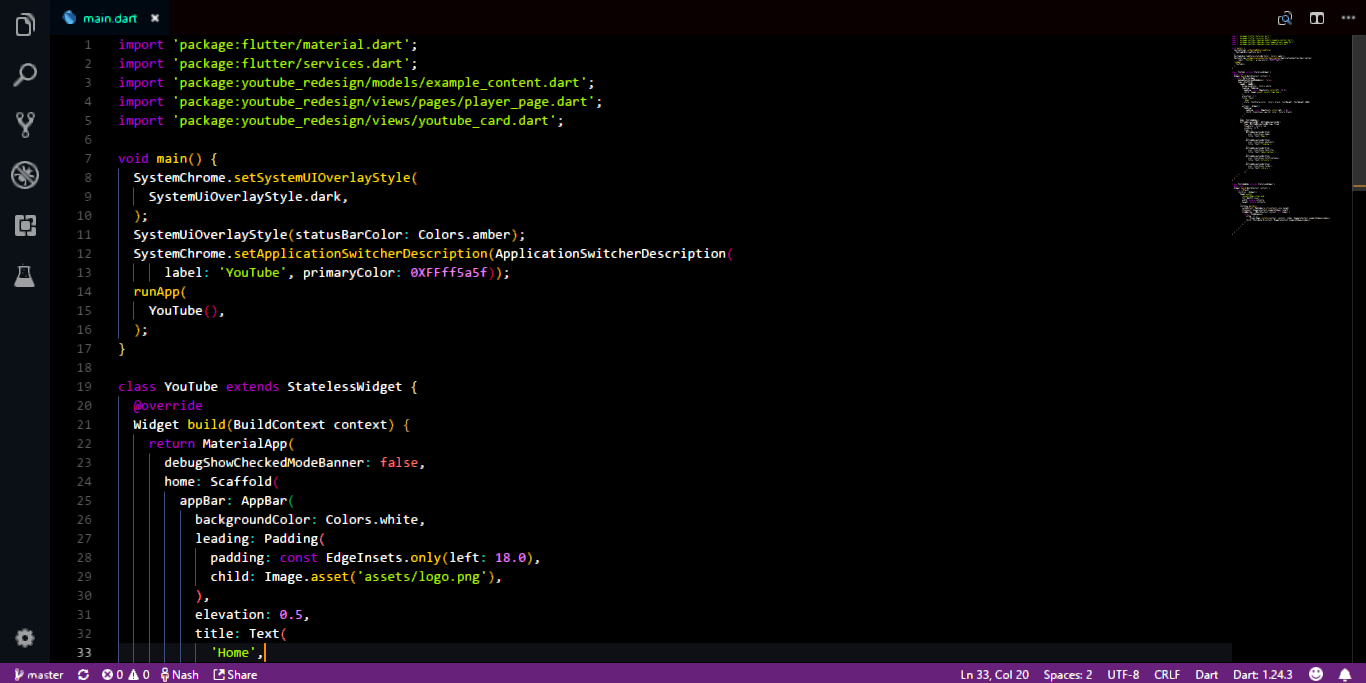 main.dart
1 import 'package:flutter/material.dart';
2 import 'package:flutter/services.dart';
3 import 'package:youtube_redesign/models/example_content.dart';
4 import 'package:youtube_redesign/views/pages/player_page.dart';
5 import 'package:youtube_redesign/views/youtube_card.dart';
6
7 void main() {
8 SystemChrome.setSystemUIOverlayStyle(
9 SystemUiOverlayStyle.dark,
10 );
11 SystemUiOverlayStyle(statusBarColor: Colors.amber);
12 SystemChrome.setApplicationSwitcherDescription(ApplicationSwitcherDescription(
13 label: 'YouTube', primaryColor: 0XFFff5a5f));
14 runApp(
15 YouTube(),
16 );
17 }
18
19 class YouTube extends StatelessWidget {
20 @override
21 Widget build(BuildContext context) {
22 return MaterialApp(
23 debugShowCheckedModeBanner: false,
24 home: Scaffold(
25 appBar: AppBar(
26 backgroundColor: Colors.white,
27 leading: Padding(
28 padding: const EdgeInsets.only(left: 18.0),
29 child: Image.asset('assets/logo.png'),
30 ),
31 elevation: 0.5,
32 title: Text(
33 'Home',
master 0 0 Nash Share Ln 33, Col 20 Spaces: 2 UTF-8 CRLF Dart Dart: 1.24.3